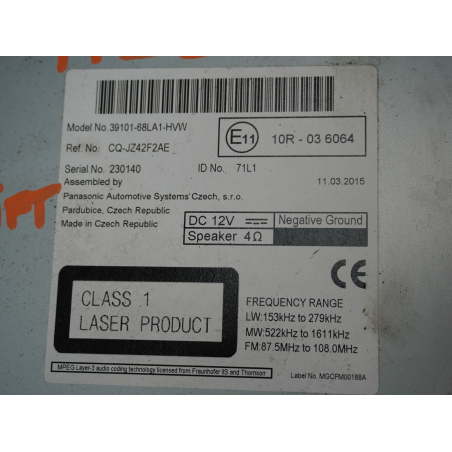 Model No.39101-68LA1-HVW
Ref. No: CQ-JZ42F2AE
E11
10R - 03 6064
Serial No. 230140 ID No. 71L1
Assembled by
11.03.2015
Panasonic Automotive Systems Czech, s.r.o.
Pardubice, Czech Republic
Made in Czech Republic
DC 12V Negative Ground
Speaker 4Ω
CE
CLASS 1
LASER PRODUCT
FREQUENCY RANGE
LW:153kHz to 279kHz
MW:522kHz to 1611kHz
FM:87.5MHz to 108.0MHz
MPEG Layer-3 audio coding technology licensed from Fraunhofer IIS and Thomson
Label No. MGCFM00188A